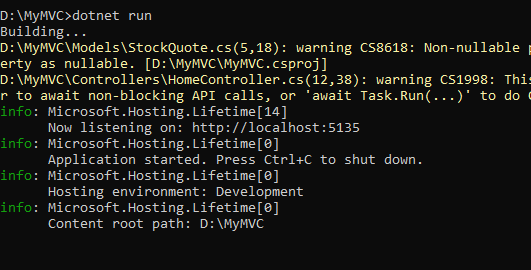 D:\MyMVC>dotnet run
Building...
D:\MyMVC\Models\StockQuote.cs(5,18): warning CS8618: Non-nullable p
erty as nullable. [D:\MyMVC\MyMVC.csproj]
D:\MyMVC\Controllers\HomeController.cs(12,38): warning CS1998: This
r to await non-blocking API calls, or 'await Task.Run(...)' to do C
info: Microsoft.Hosting.Lifetime[14]
      Now listening on: http://localhost:5135
info: Microsoft.Hosting.Lifetime[0]
      Application started. Press Ctrl+C to shut down.
info: Microsoft.Hosting.Lifetime[0]
      Hosting environment: Development
info: Microsoft.Hosting.Lifetime[0]
      Content root path: D:\MyMVC